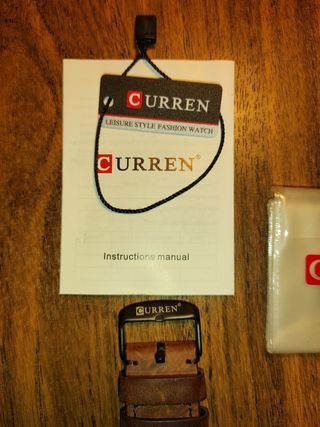 CURREN
LEISURE STYLE FASHION WATCH
CURREN®
Instructions manual
C
CURREN